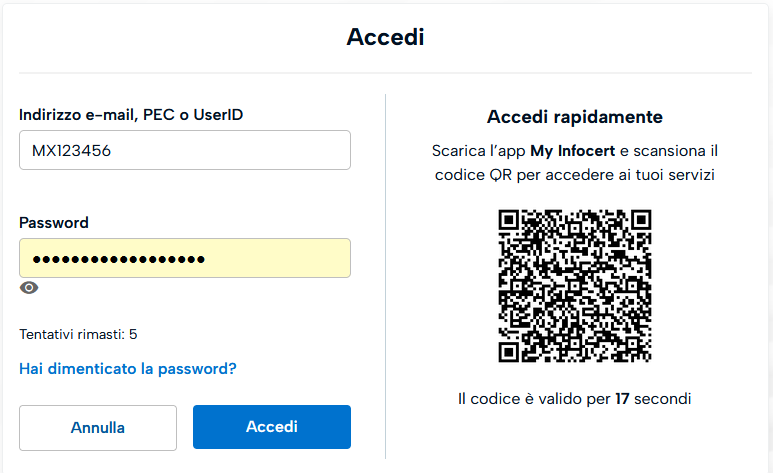 Accedi
Indirizzo e-mail, PEC o UserID
MX123456
Password
••••••••••••••••••
Tentativi rimasti: 5
Hai dimenticato la password?
Annulla
Accedi
Accedi rapidamente
Scarica l'app My Infocert e scansiona il
codice QR per accedere ai tuoi servizi
Il codice è valido per 17 secondi